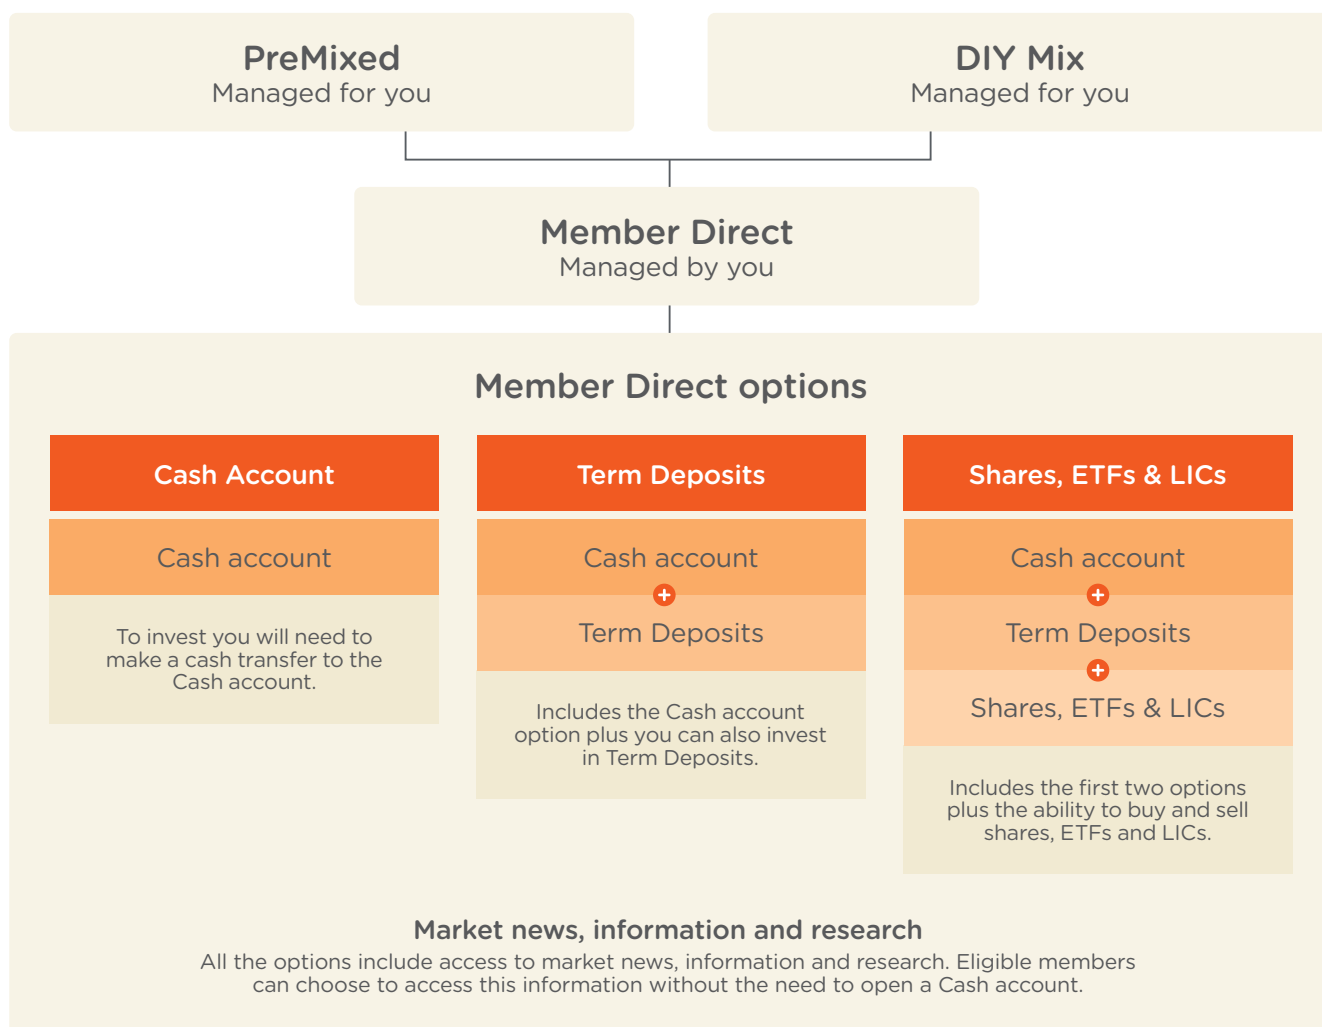 PreMixed
Managed for you
DIY Mix
Managed for you
Member Direct
Managed by you
Member Direct options
Cash Account
Cash account
To invest you will need to
make a cash transfer to the
Cash account.
Term Deposits
Cash account
+
Term Deposits
Includes the Cash account
option plus you can also invest
in Term Deposits.
Shares, ETFs & LICs
Cash account
+
Term Deposits
+
Shares, ETFs & LICs
Includes the first two options
plus the ability to buy and sell
shares, ETFs and LICs.
Market news, information and research
All the options include access to market news, information and research. Eligible members
can choose to access this information without the need to open a Cash account.